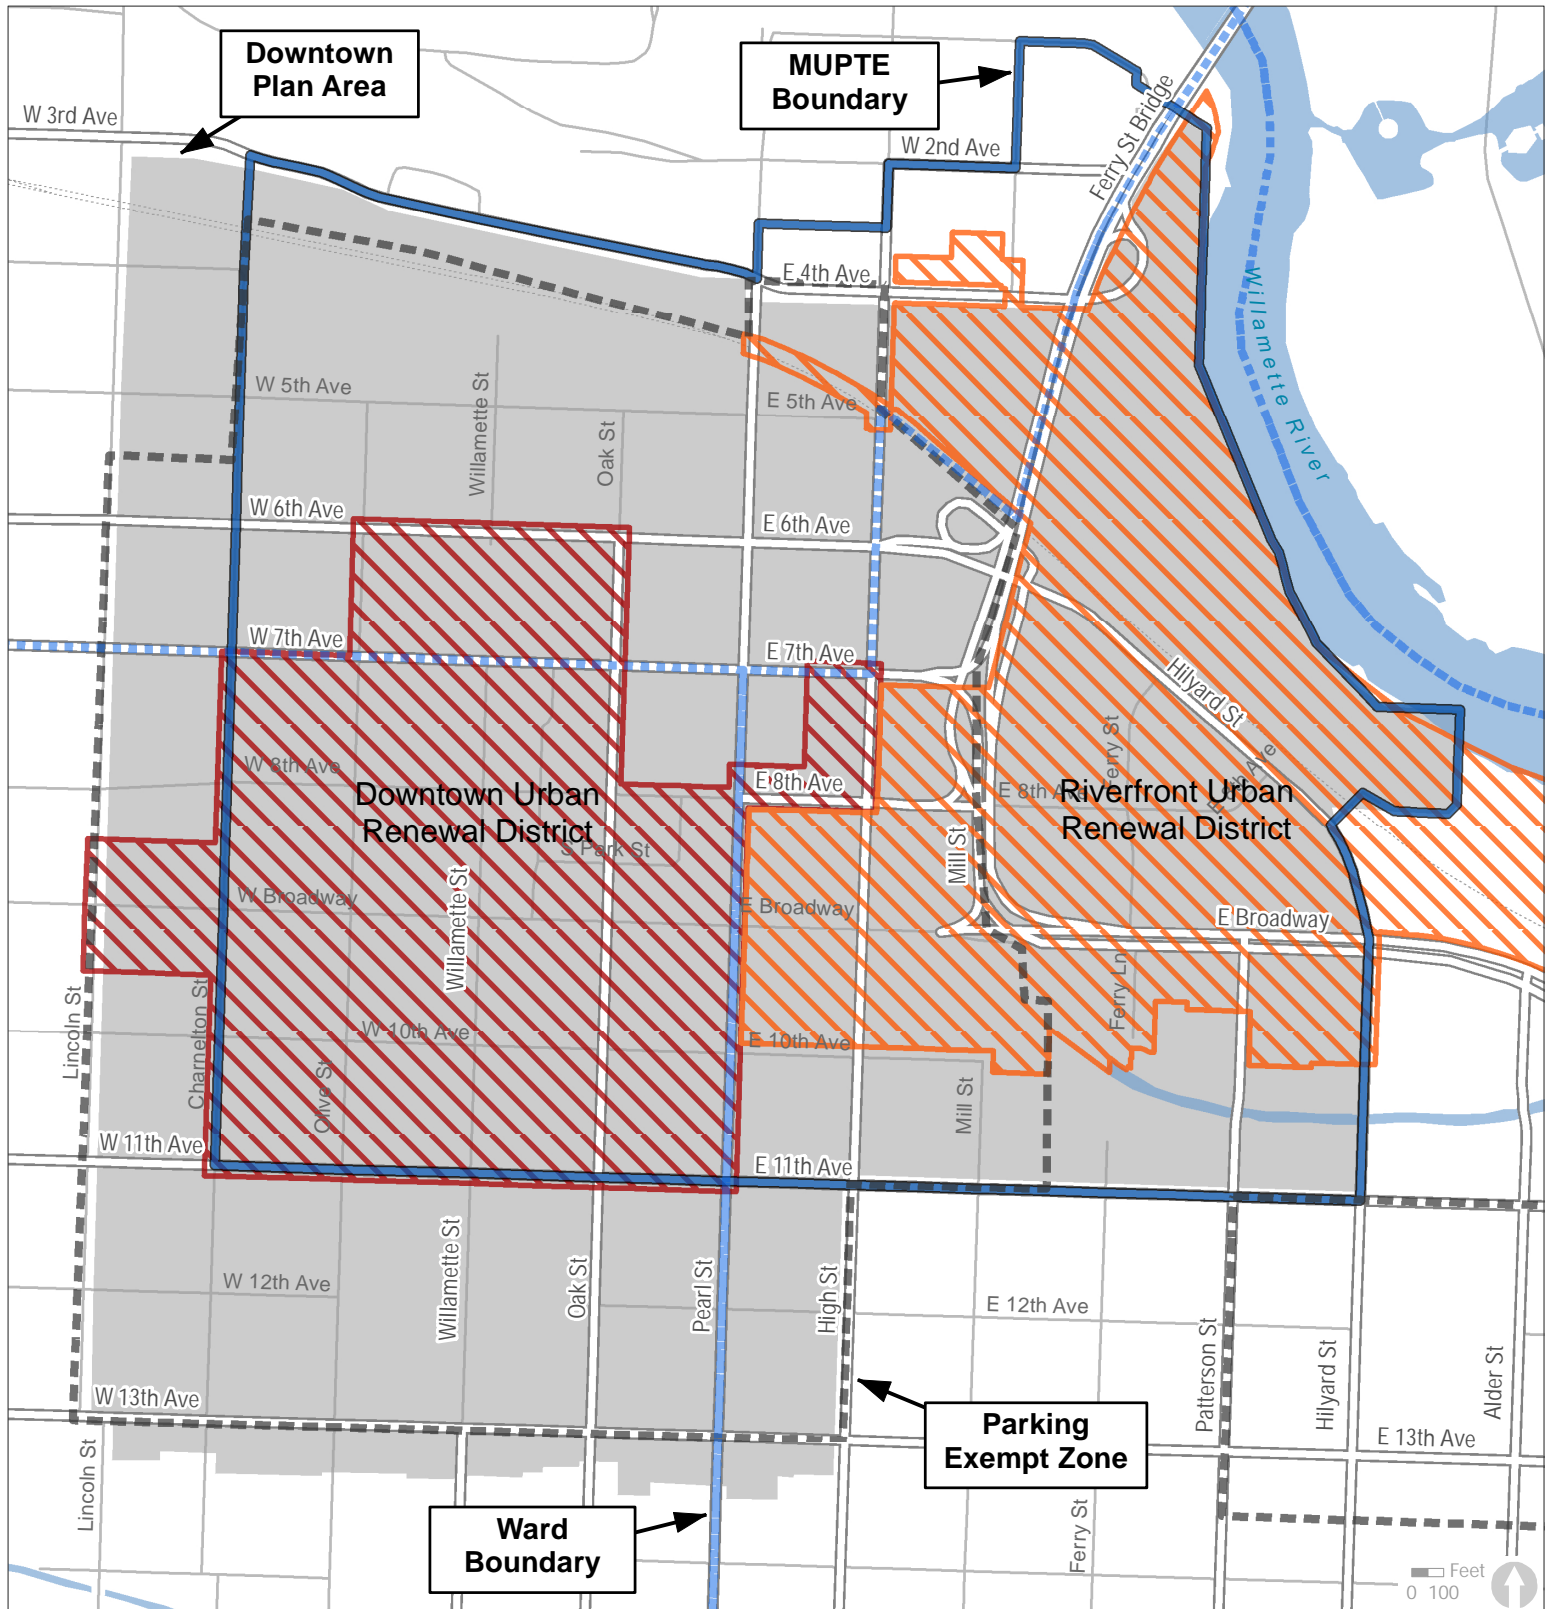 Downtown
Plan Area
MUPTE
Boundary
W 3rd Ave
W 2nd Ave
Ferry St Bridge
E 4th Ave
Willamette River
W 5th Ave
Willamette St
Oak St
E 5th Ave
W 6th Ave
E 6th Ave
W 7th Ave
E 7th Ave
Hilyard St
Ferry St
E 8th Ave
W 8th Ave
E 8th Ave
E 8th Ave
Downtown Urban
Renewal District
Riverfront Urban
Renewal District
S Park St
Mill St
W Broadway
Willamette St
E Broadway
E Broadway
Lincoln St
Charnelton St
W 10th Ave
E 10th Ave
Ferry Ln
Olive St
Mill St
W 11th Ave
E 11th Ave
W 12th Ave
Willamette St
Oak St
Pearl St
High St
E 12th Ave
Patterson St
Hilyard St
Alder St
W 13th Ave
E 13th Ave
Parking
Exempt Zone
Lincoln St
Ward
Boundary
Ferry St
Feet
0 100